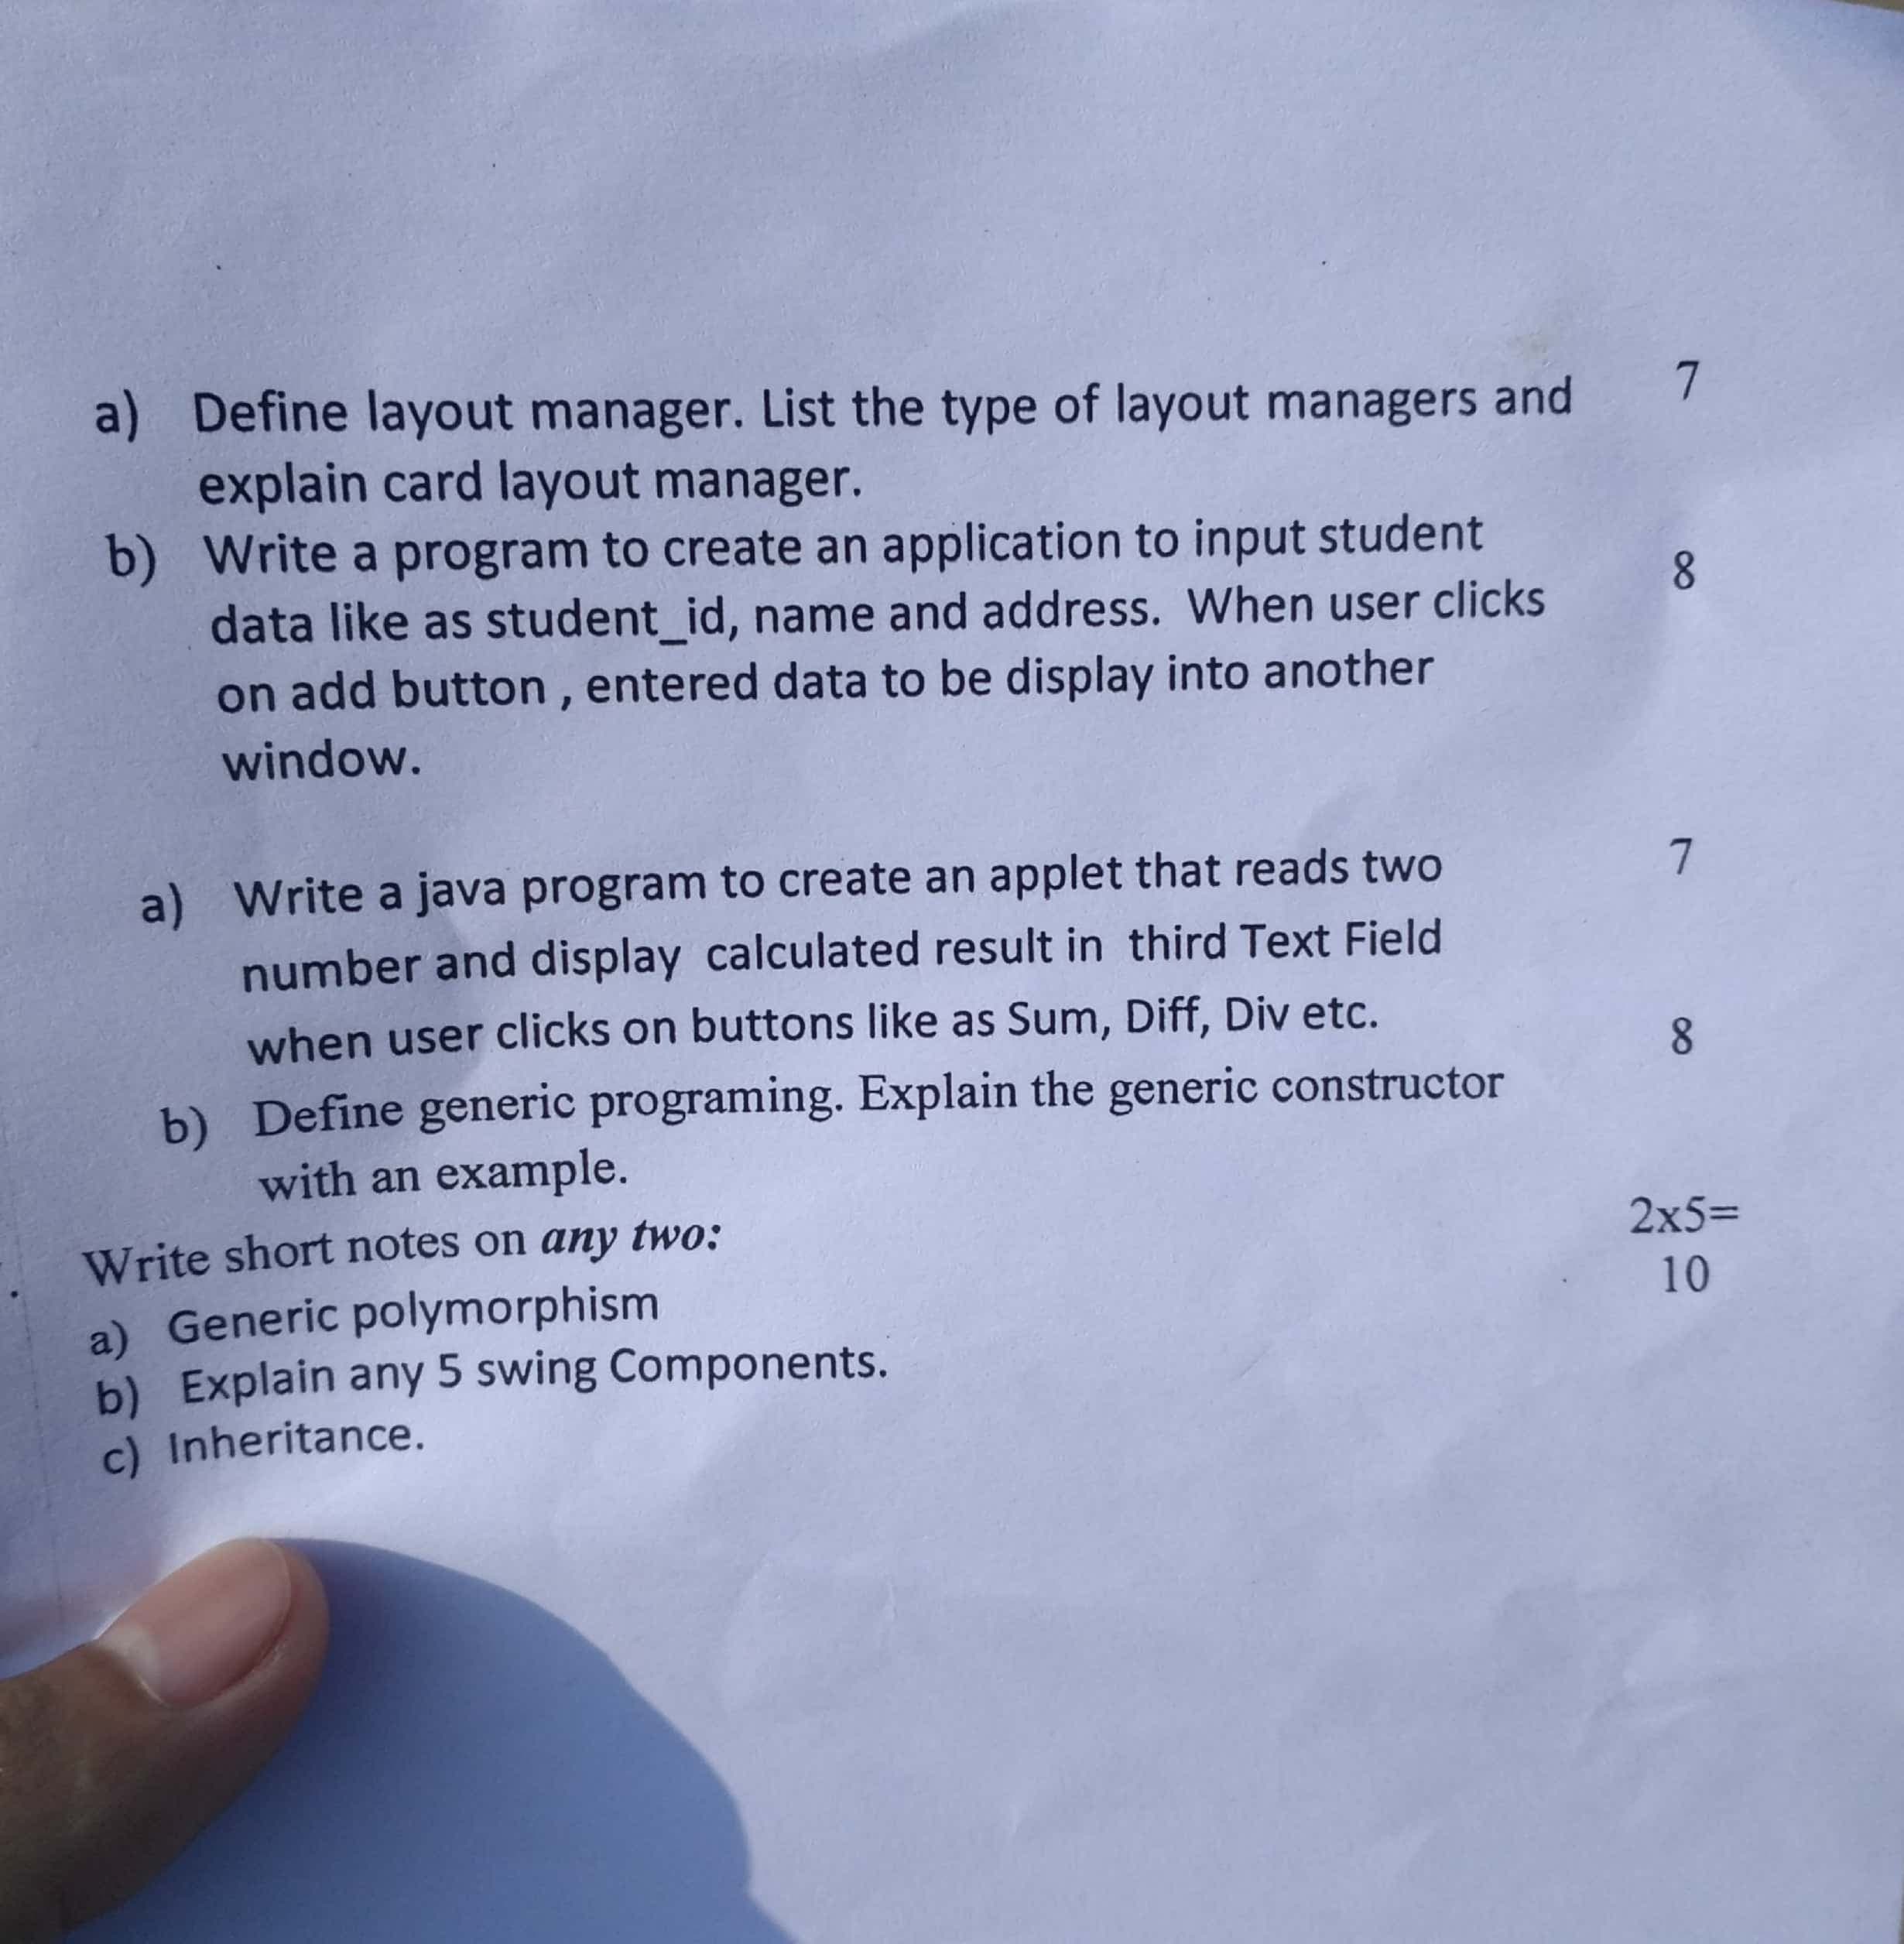 a) Define layout manager. List the type of layout managers and 7
explain card layout manager.
b) Write a program to create an application to input student 8
data like as student_id, name and address. When user clicks
on add button , entered data to be display into another
window.
a) Write a java program to create an applet that reads two 7
number and display calculated result in third Text Field
when user clicks on buttons like as Sum, Diff, Div etc.
b) Define generic programing. Explain the generic constructor 8
with an example.
Write short notes on any two: 2x5=
10
a) Generic polymorphism
b) Explain any 5 swing Components.
c) Inheritance.